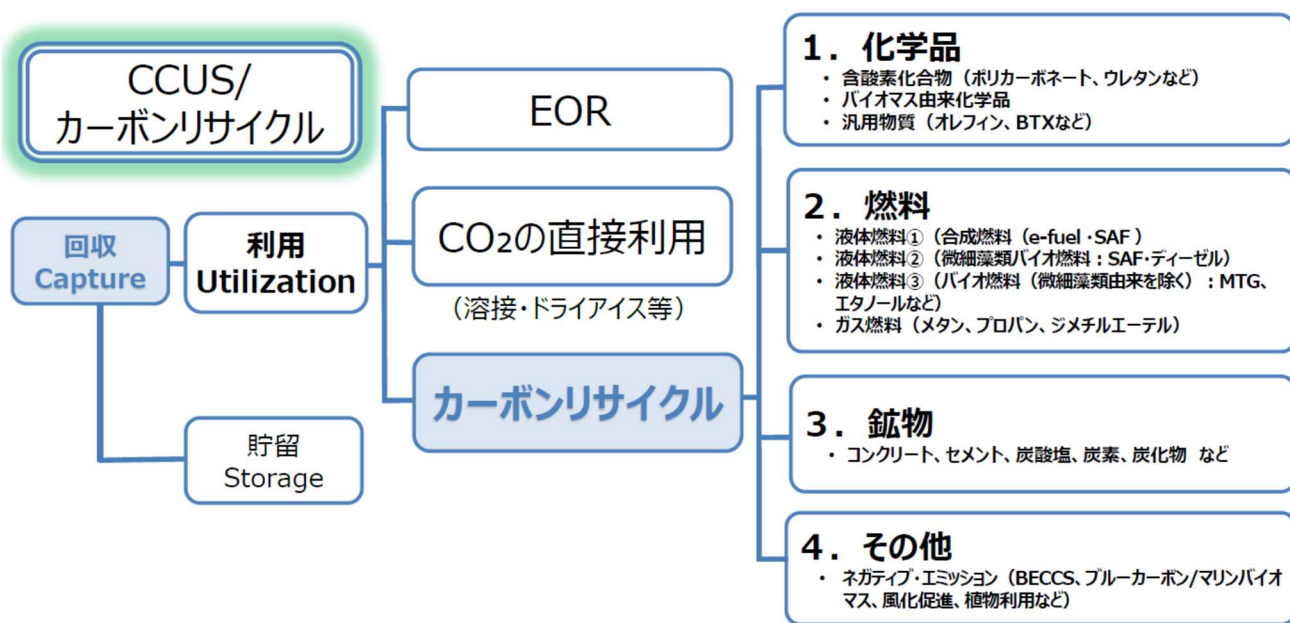 CCUS/
カーボンリサイクル
回収
Capture
利用
Utilization
貯留
Storage
EOR
CO₂の直接利用
（溶接・ドライアイス等）
カーボンリサイクル
１．化学品
・ 含酸素化合物（ポリカーボネート、ウレタンなど）
・ バイオマス由来化学品
・ 汎用物質（オレフィン、BTXなど）
２．燃料
・ 液体燃料①（合成燃料（e-fuel・SAF ）
・ 液体燃料②（微細藻類バイオ燃料：SAF・ディーゼル）
・ 液体燃料③（バイオ燃料（微細藻類由来を除く）：MTG、
エタノールなど）
・ ガス燃料（メタン、プロパン、ジメチルエーテル）
３．鉱物
・ コンクリート、セメント、炭酸塩、炭素、炭化物 など
４．その他
・ ネガティブ・エミッション（BECCS、ブルーカーボン/マリンバイオ
マス、風化促進、植物利用など）